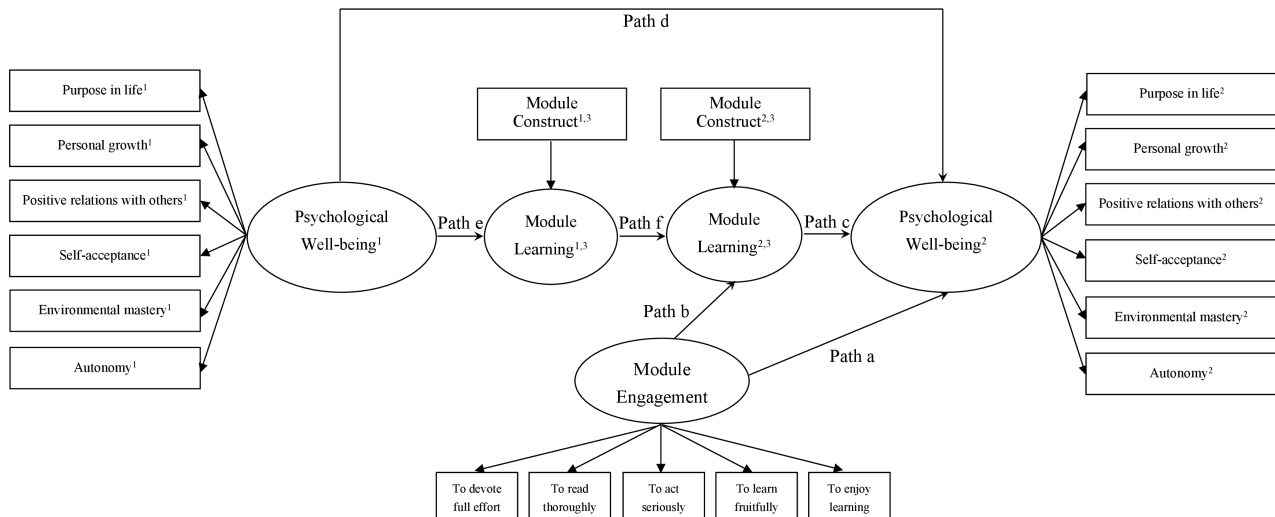 Path d
Purpose in life¹
Personal growth¹
Positive relations with others¹
Self-acceptance¹
Environmental mastery¹
Autonomy¹
Psychological
Well-being¹
Path e
Module
Construct¹,³
Module
Learning¹,³
Path f
Module
Construct²,³
Module
Learning²,³
Path c
Psychological
Well-being²
Purpose in life²
Personal growth²
Positive relations with others²
Self-acceptance²
Environmental mastery²
Autonomy²
Path b
Path a
Module
Engagement
To devote
full effort
To read
thoroughly
To act
seriously
To learn
fruitfully
To enjoy
learning